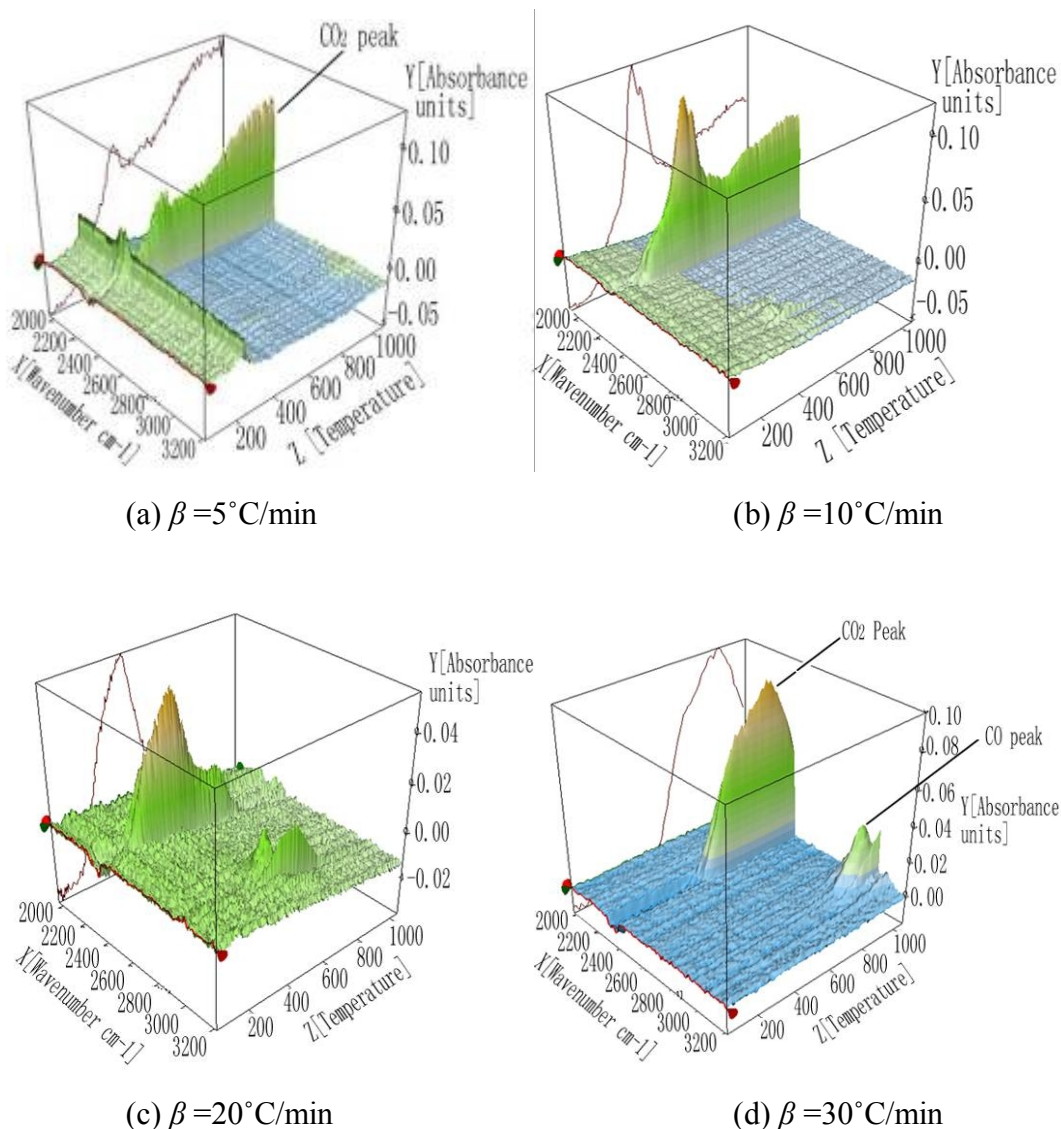 CO₂ peak
Y[Absorbance
units]
0.10
0.05
0.00
-0.05
2000
2200
2400
2600
2800
3000
3200
X[Wavenumber cm-1]
200
400
600
800
1000
Z [Temperature]
(a) β =5˚C/min
Y[Absorbance
units]
0.10
0.05
0.00
-0.05
2000
2200
2400
2600
2800
3000
3200
X[Wavenumber cm-1]
200
400
600
800
1000
Z [Temperature]
(b) β =10˚C/min
Y[Absorbance
units]
0.04
0.02
0.00
-0.02
2000
2200
2400
2600
2800
3000
3200
X[Wavenumber cm-1]
200
400
600
800
1000
Z[Temperature]
(c) β =20˚C/min
CO₂ Peak
CO peak
0.10
0.08
0.06
Y[Absorbance
units]
0.04
0.02
0.00
2000
2200
2400
2600
2800
3000
3200
X[Wavenumber cm-1]
200
400
600
800
1000
Z[Temperature]
(d) β =30˚C/min